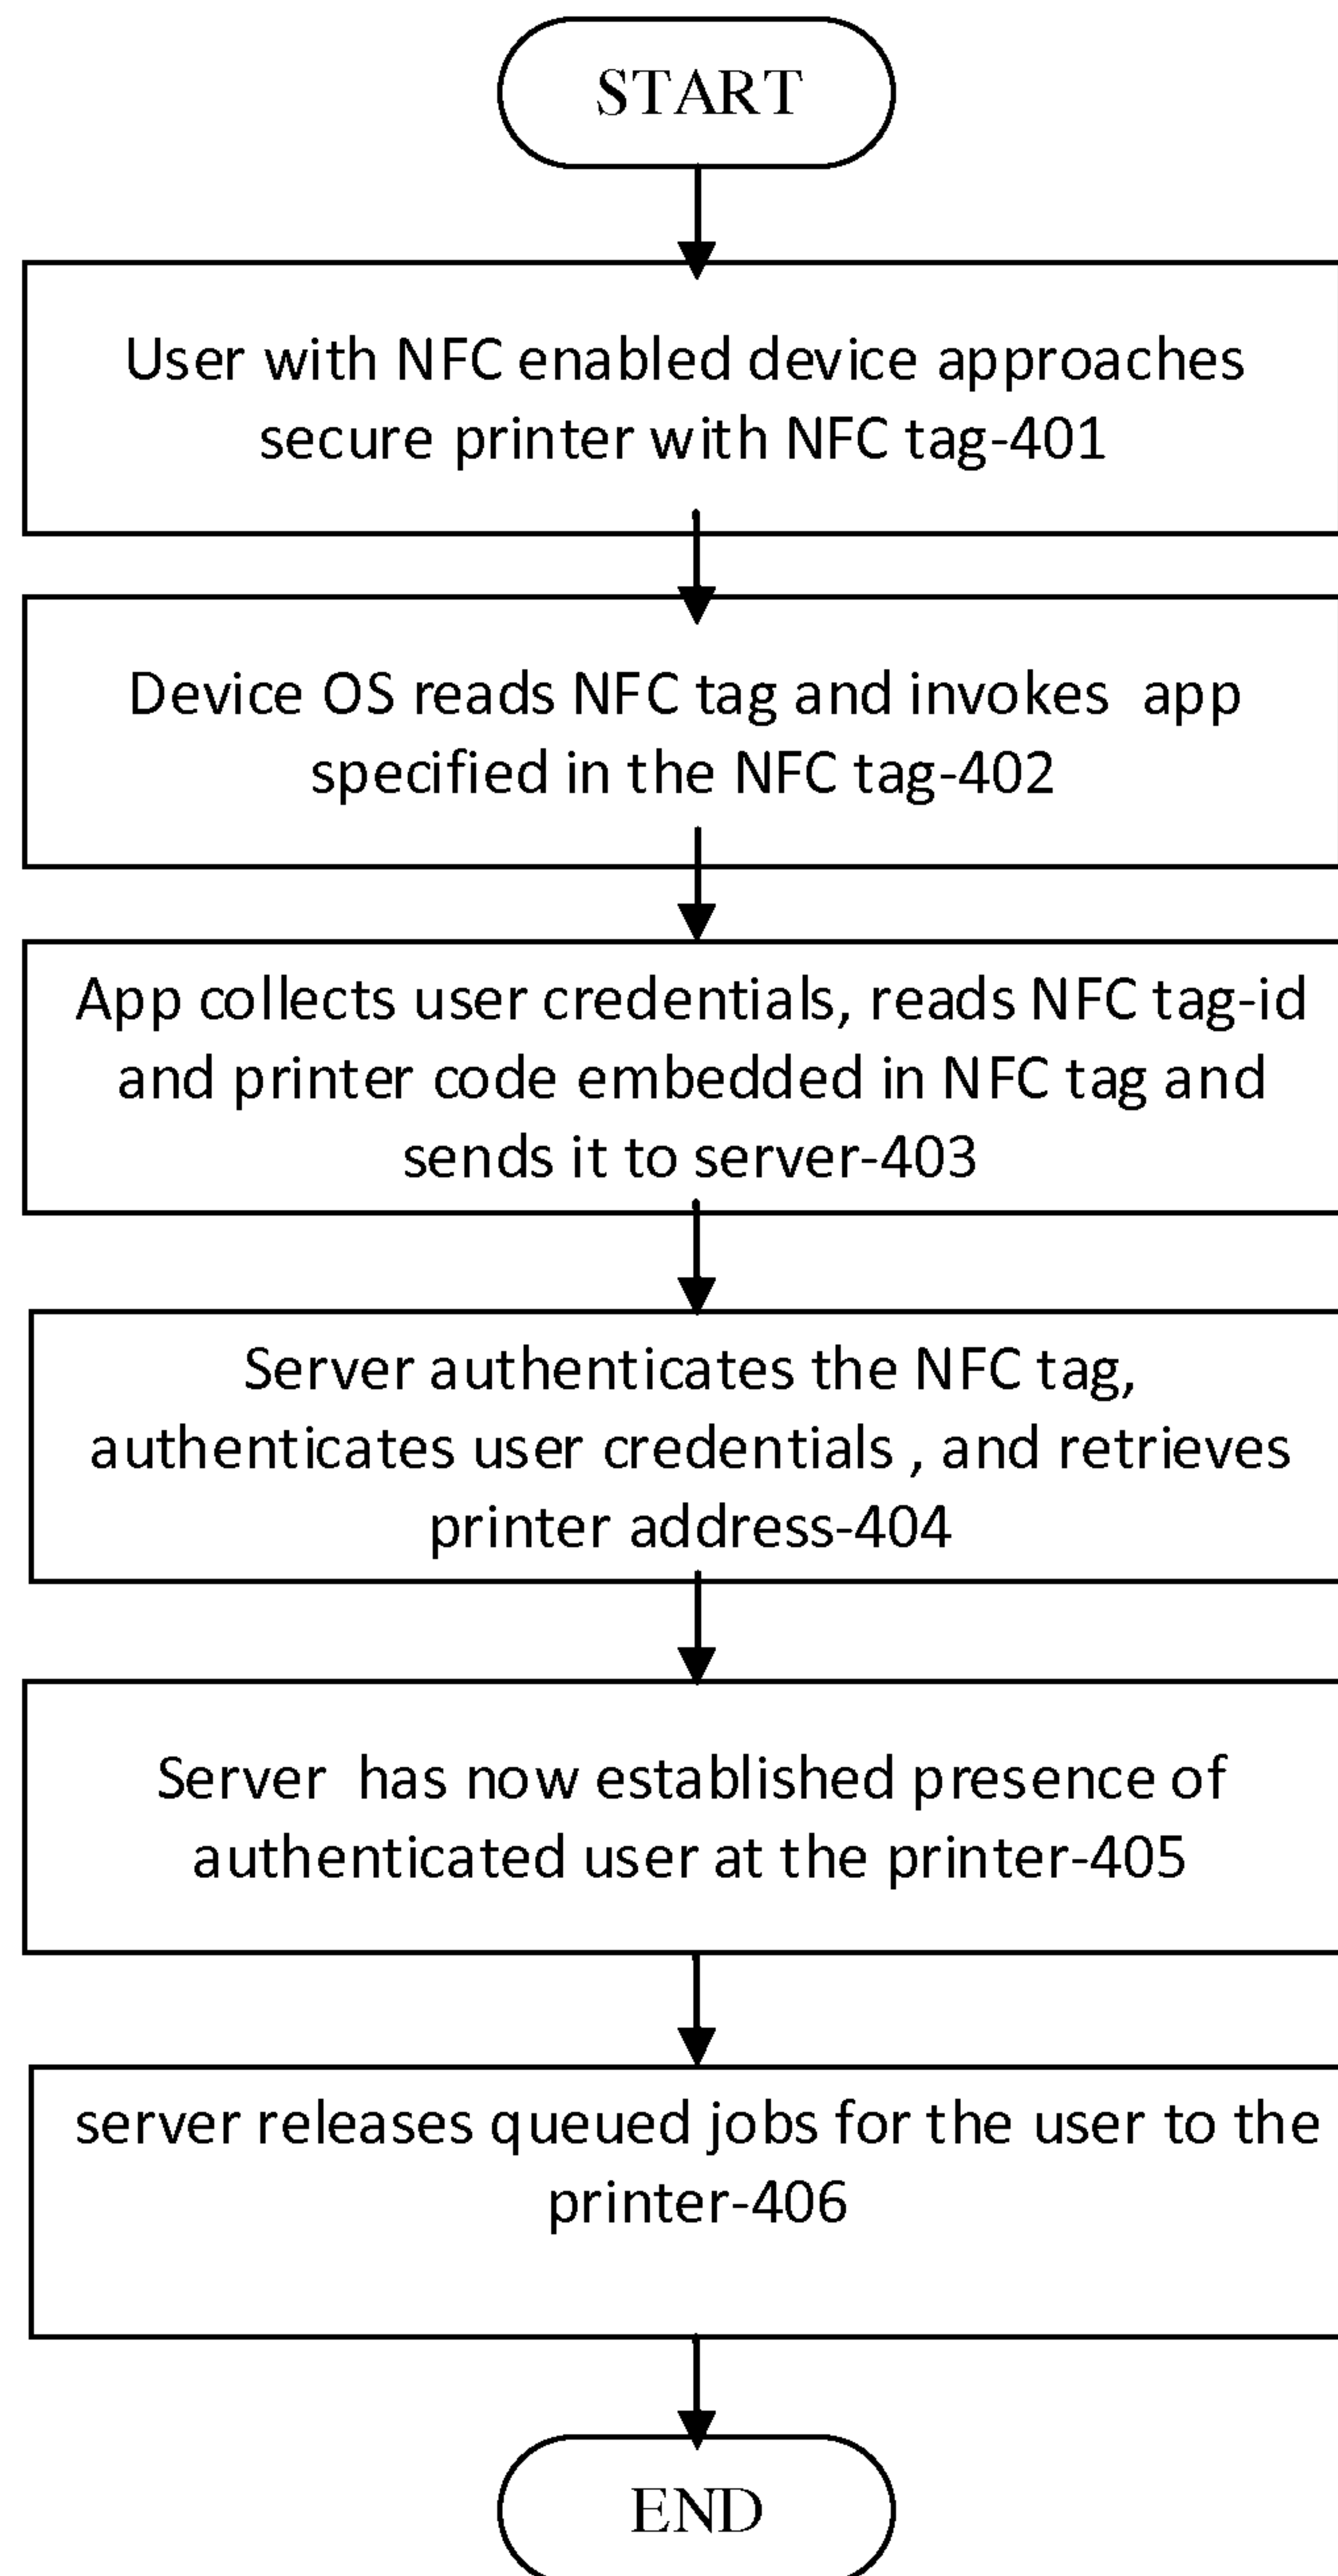 START
User with NFC enabled device approaches
secure printer with NFC tag-401
Device OS reads NFC tag and invokes app
specified in the NFC tag-402
App collects user credentials, reads NFC tag-id
and printer code embedded in NFC tag and
sends it to server-403
Server authenticates the NFC tag,
authenticates user credentials , and retrieves
printer address-404
Server has now established presence of
authenticated user at the printer-405
server releases queued jobs for the user to the
printer-406
END